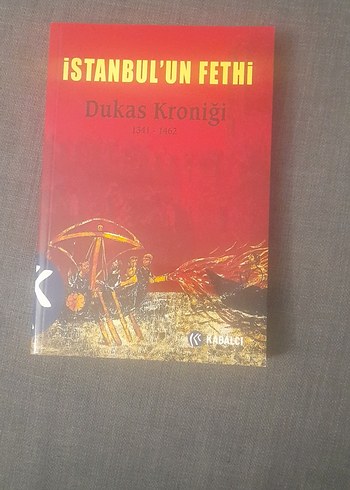 İSTANBUL'UN FETHİ
Dukas Kroniği
1341 - 1462
K
KABALCI